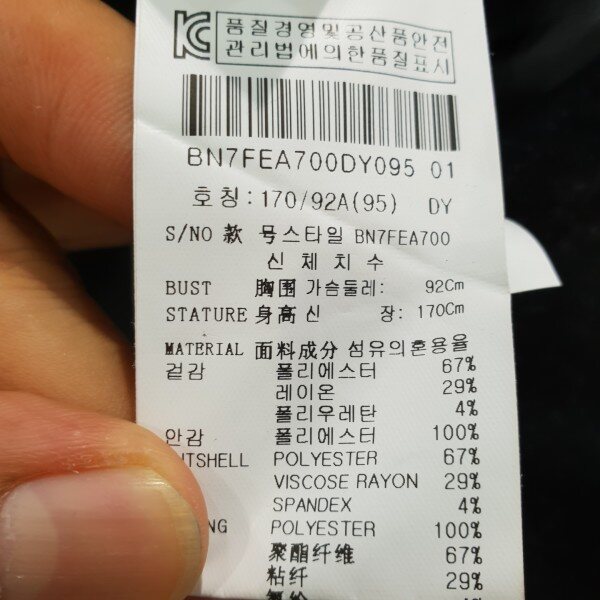 품질경영및공산품안전
관리법에의한품질표시
BN7FEA700DY095 01
호칭:170/92A(95) DY
S/NO 款 号스타일 BN7FEA700
신 체 치 수
BUST 胸围 가슴둘레: 92Cm
STATURE 身高 신 장: 170Cm
MATERIAL 面料成分 섬유의혼용율
겉감 폴리에스터 67%
레이온 29%
폴리우레탄 4%
안감 폴리에스터 100%
UTSHELL POLYESTER 67%
VISCOSE RAYON 29%
SPANDEX 4%
NG POLYESTER 100%
聚酯纤维 67%
粘纤 29%